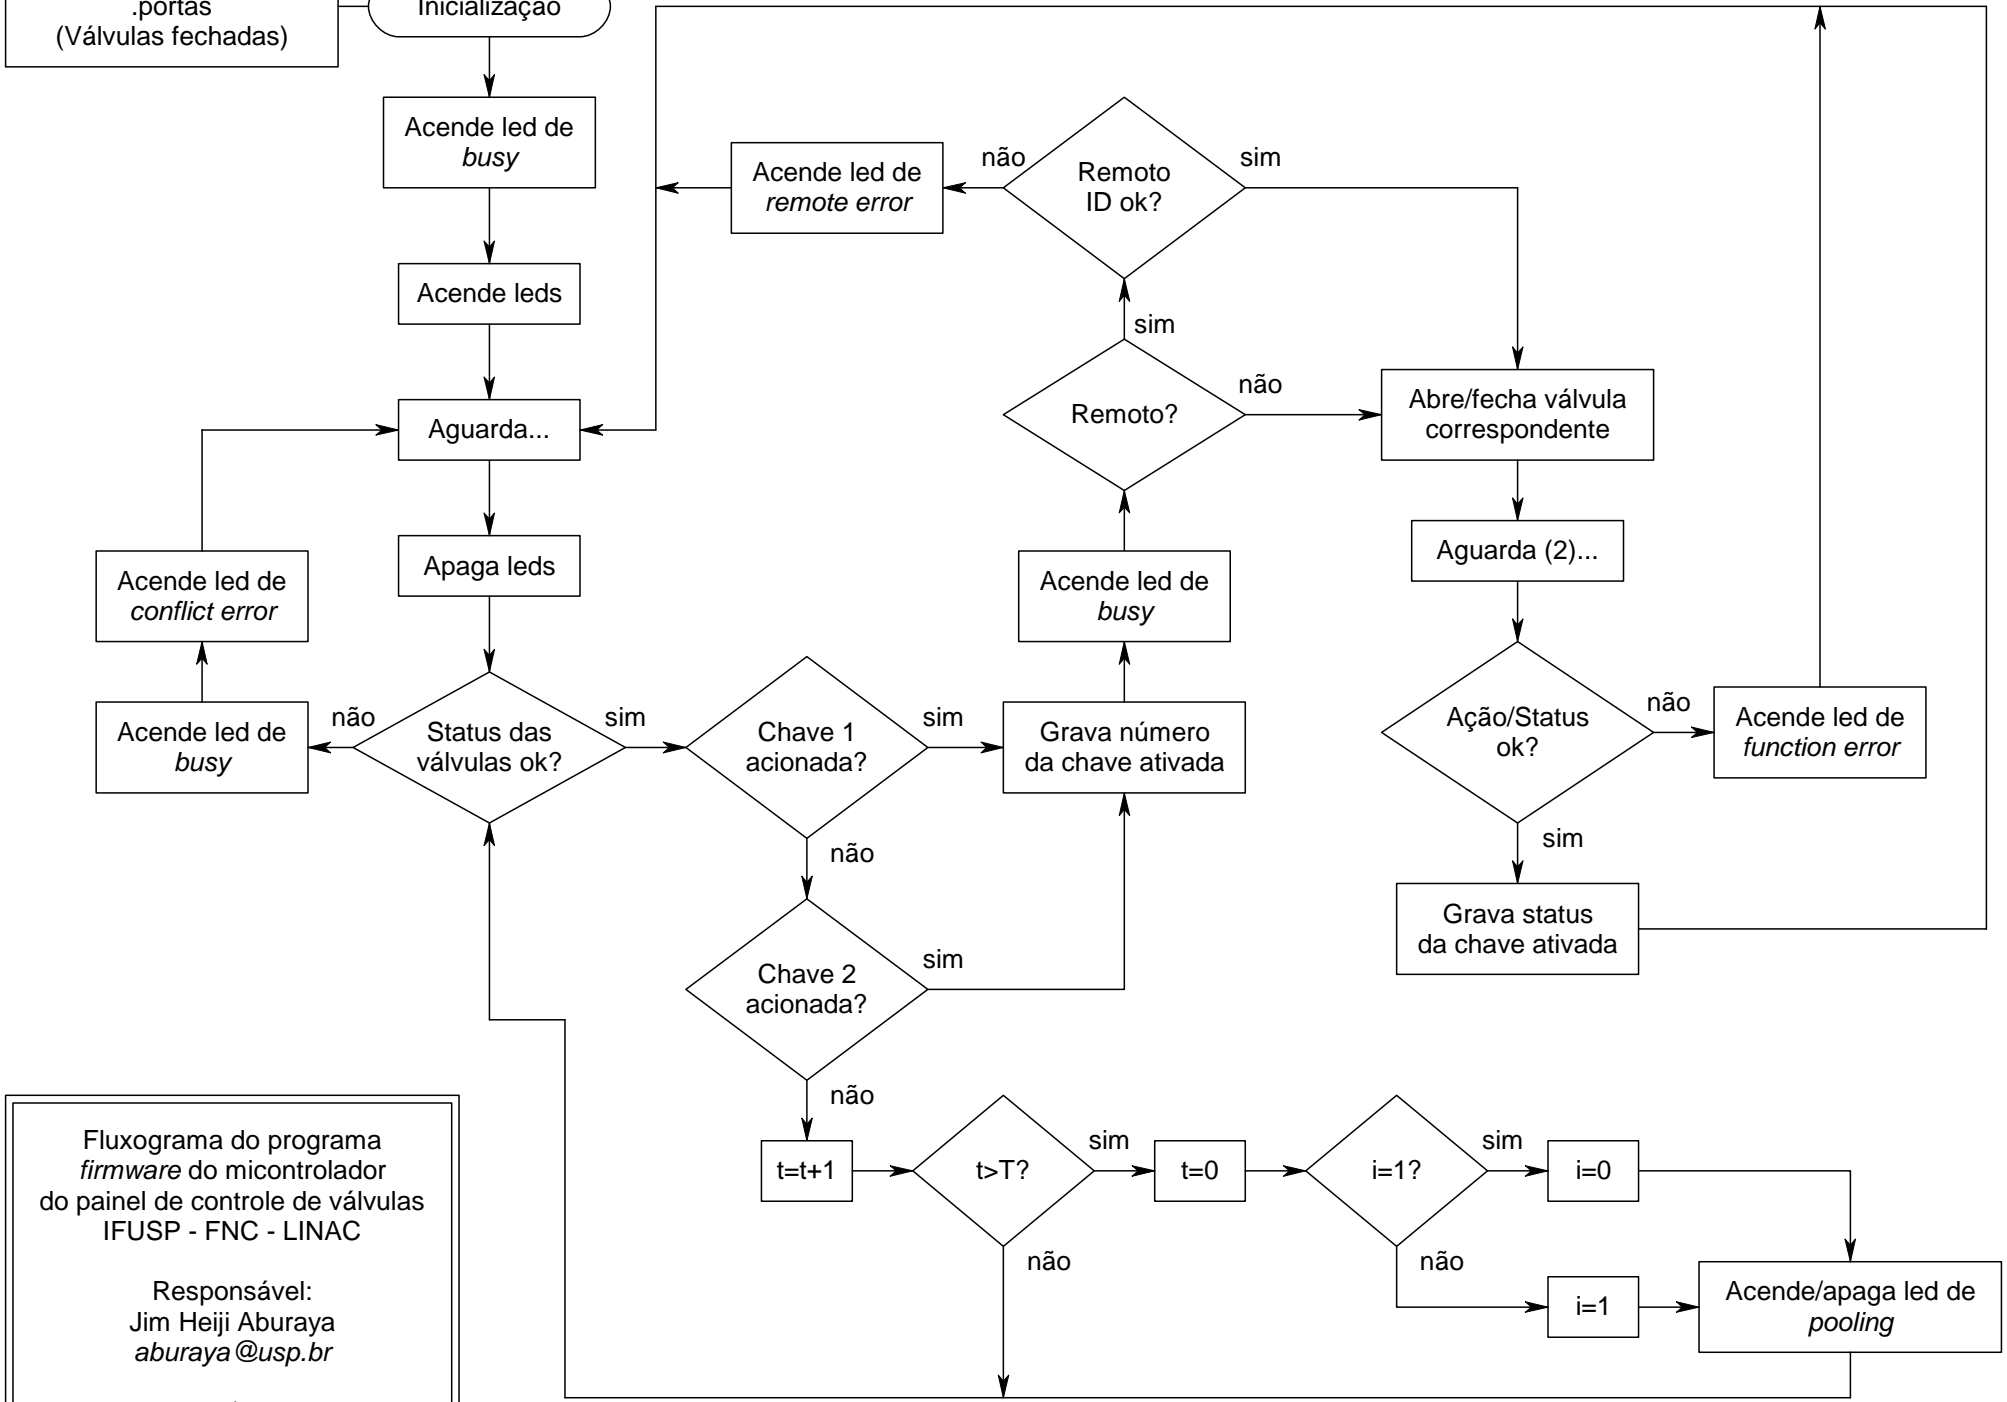 .portas
(Válvulas fechadas)
Inicialização
Acende led de
busy
Acende leds
Aguarda...
Apaga leds
Acende led de
conflict error
Acende led de
busy
não
Status das
válvulas ok?
sim
Chave 1
acionada?
sim
não
Chave 2
acionada?
sim
não
Grava número
da chave ativada
Acende led de
busy
Remoto?
sim
não
Remoto
ID ok?
não
sim
Acende led de
remote error
Abre/fecha válvula
correspondente
Aguarda (2)...
Ação/Status
ok?
não
sim
Acende led de
function error
Grava status
da chave ativada
t=t+1
t>T?
sim
não
t=0
i=1?
sim
não
i=0
i=1
Acende/apaga led de
pooling
Fluxograma do programa
firmware do micontrolador
do painel de controle de válvulas
IFUSP - FNC - LINAC
Responsável:
Jim Heiji Aburaya
aburaya@usp.br